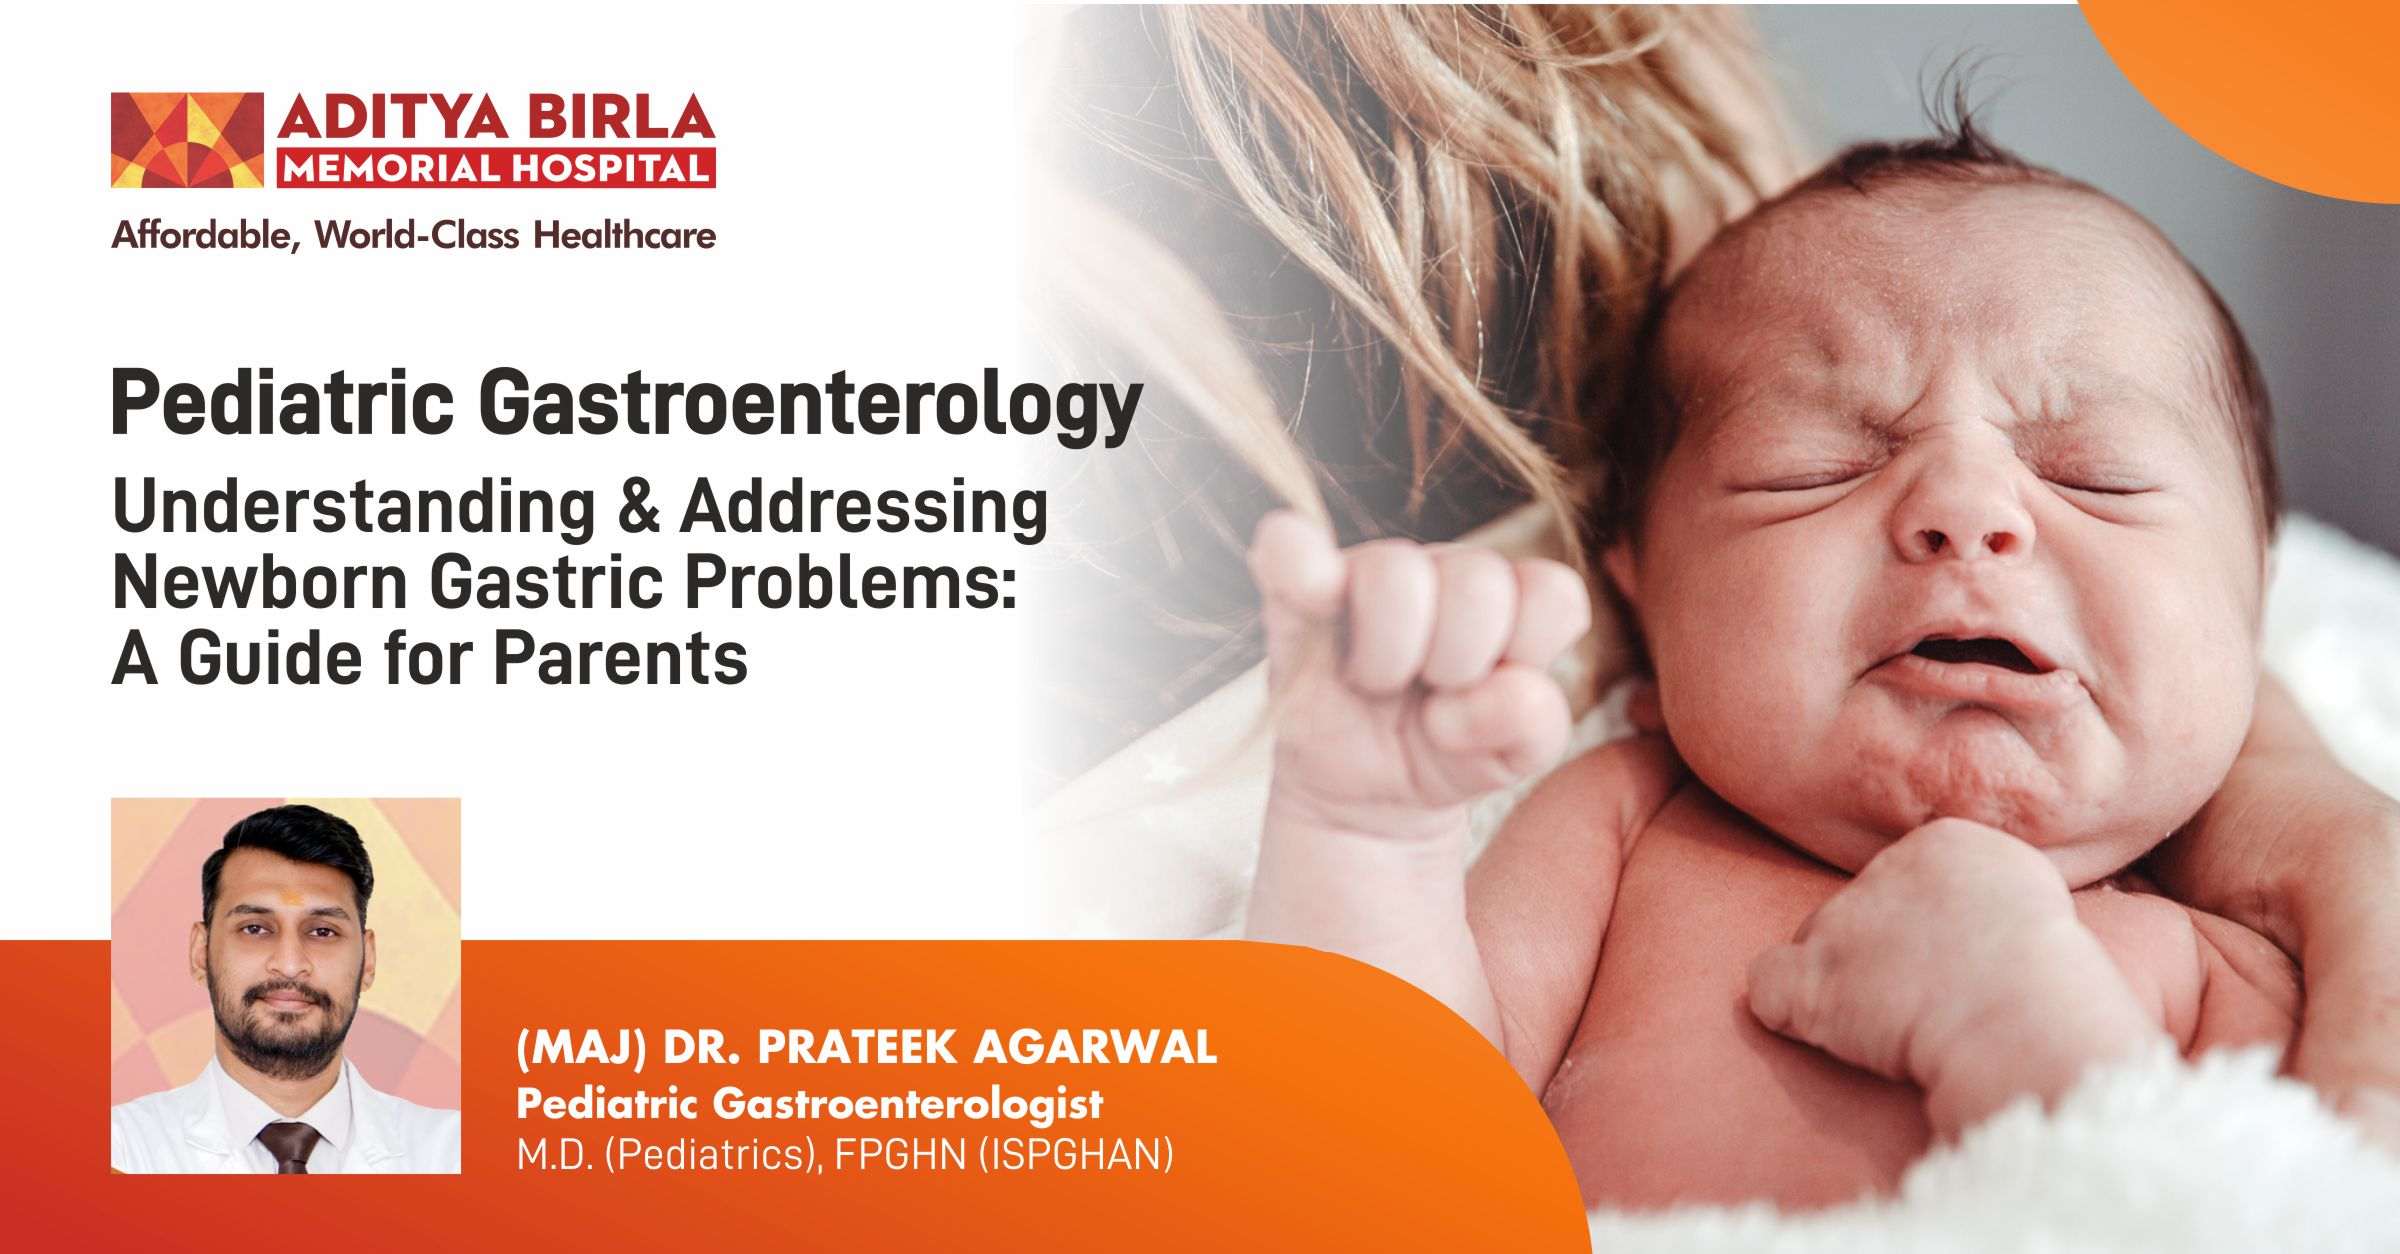 ADITYA BIRLA
MEMORIAL HOSPITAL
Affordable, World-Class Healthcare
Pediatric Gastroenterology
Understanding & Addressing
Newborn Gastric Problems:
A Guide for Parents
(MAJ) DR. PRATEEK AGARWAL
Pediatric Gastroenterologist
M.D. (Pediatrics), FPGHN (ISPGHAN)